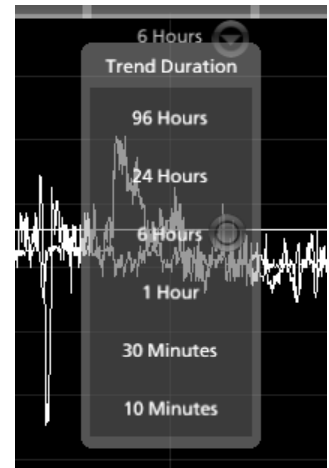 6 Hours
Trend Duration
96 Hours
24 Hours
6 Hours
1 Hour
30 Minutes
10 Minutes